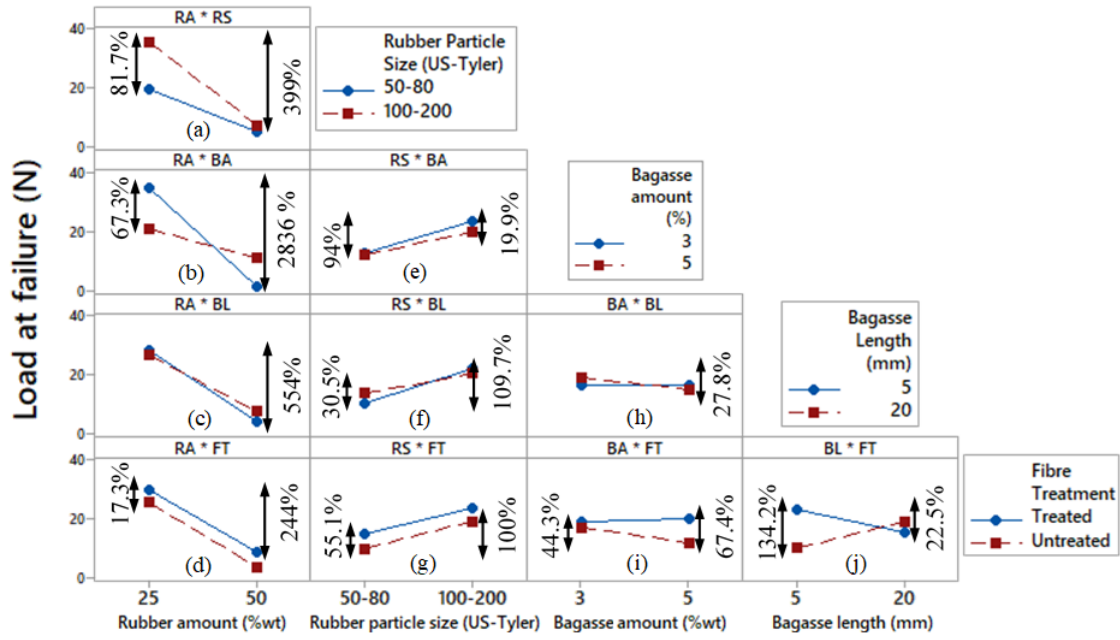 RA * RS
40
20
0
81.7%
399%
(a)
Rubber Particle
Size (US-Tyler)
50-80
100-200
Load at failure (N)
RA * BA
40
20
0
67.3%
2836 %
(b)
RS * BA
94%
19.9%
(e)
Bagasse
amount
(%)
3
5
RA * BL
40
20
0
554%
(c)
RS * BL
30.5%
109.7%
(f)
BA * BL
27.8%
(h)
Bagasse
Length
(mm)
5
20
RA * FT
40
20
0
17.3%
244%
(d)
RS * FT
55.1%
100%
(g)
BA * FT
44.3%
67.4%
(i)
BL * FT
134.2%
22.5%
(j)
Fibre
Treatment
Treated
Untreated
25 50 50-80 100-200 3 5 5 20
Rubber amount (%wt) Rubber particle size (US-Tyler) Bagasse amount (%wt) Bagasse length (mm)